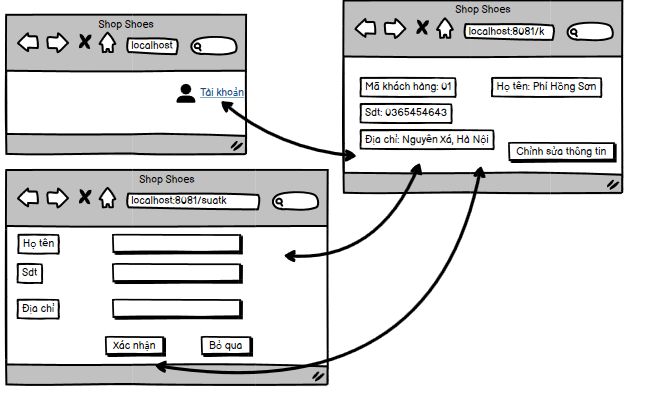 Shop Shoes
localhost
Tài khoản
Shop Shoes
localhost:8081/k
Mã khách hàng: 01
Họ tên: Phí Hồng Sơn
Sdt: 0365454643
Địa chỉ: Nguyên Xá, Hà Nội
Chỉnh sửa thông tin
Shop Shoes
localhost:8081/suatk
Họ tên
Sdt
Địa chỉ
Xác nhận
Bỏ qua